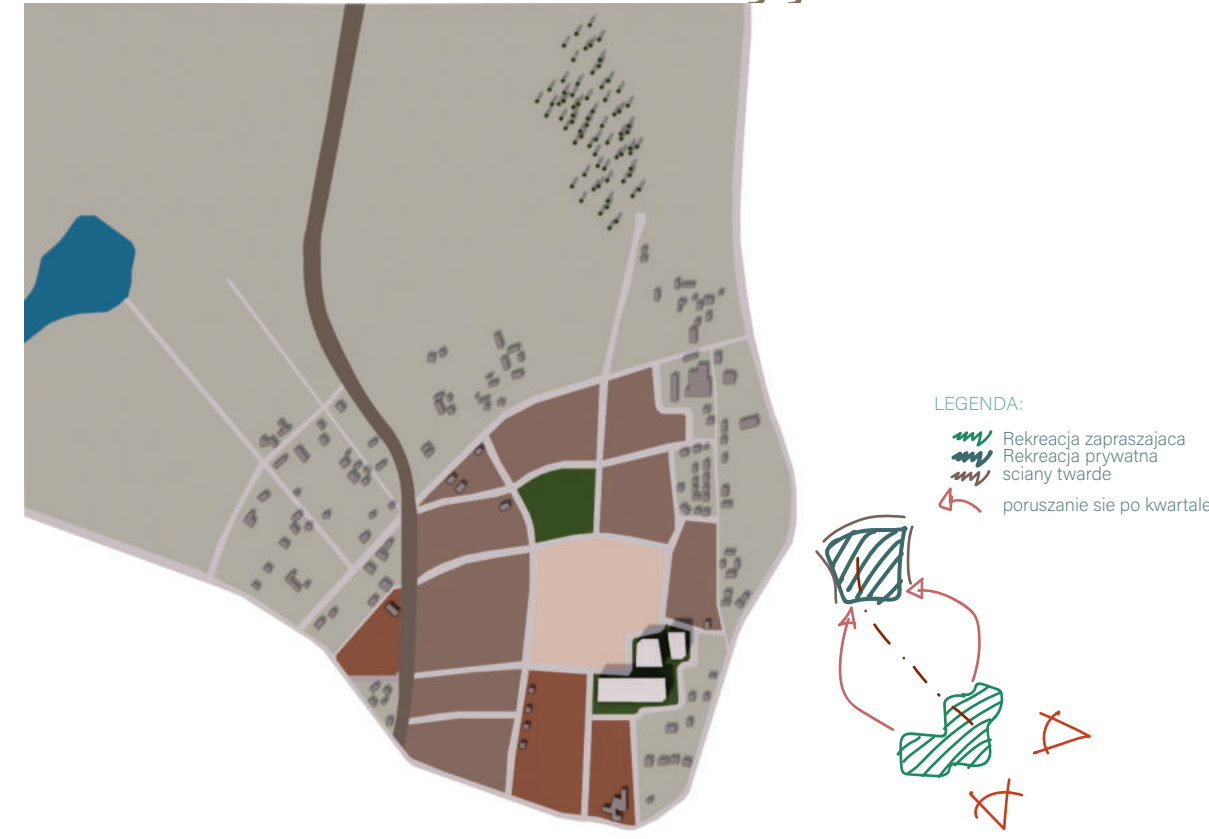 LEGENDA:
Rekreacja zapraszajaca
Rekreacja prywatna
sciany twarde
poruszanie sie po kwartale